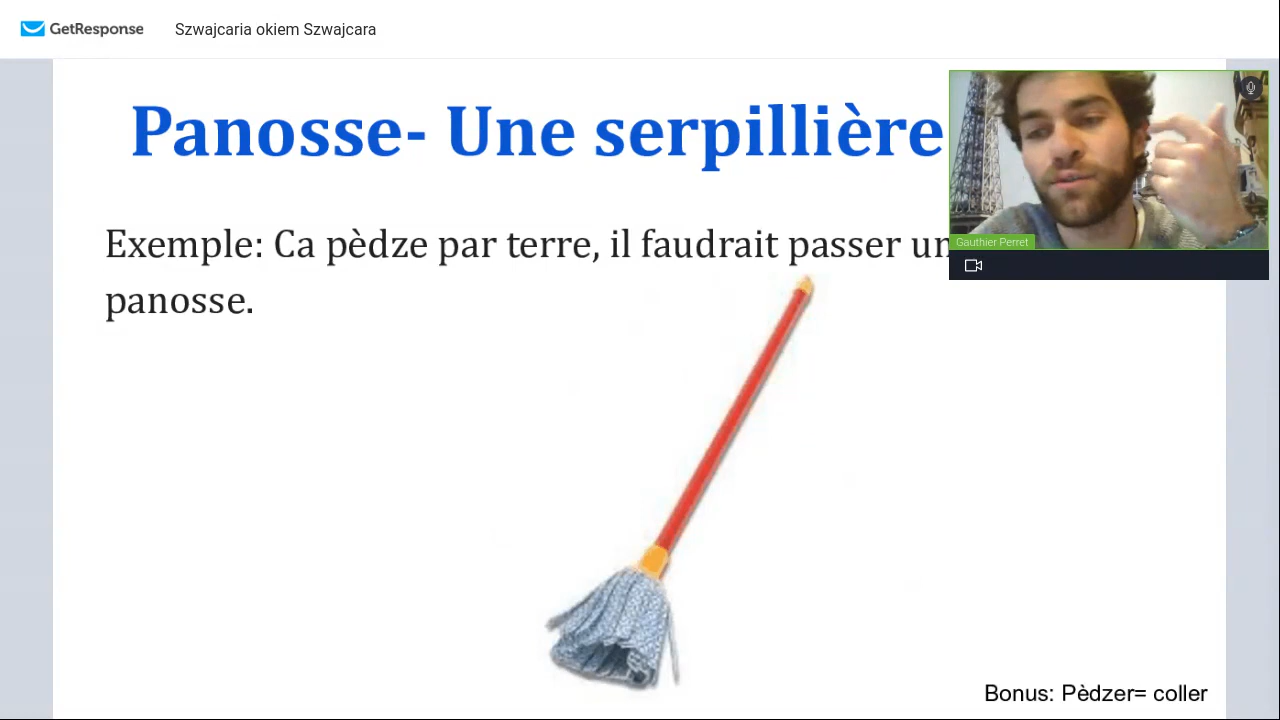 GetResponse
Szwajcaria okiem Szwajcara
Panosse- Une serpillière
Exemple: Ca pèdze par terre, il faudrait passer un
panosse.
Gauthier Perret
Bonus: Pèdzer= coller